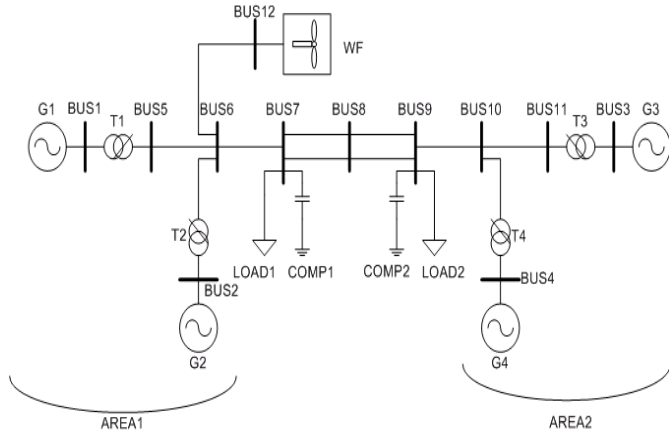 BUS12
WF
G1
BUS1
T1
BUS5
BUS6
BUS7
BUS8
BUS9
BUS10
BUS11
T3
BUS3
G3
T2
LOAD1
COMP1
COMP2
LOAD2
T4
BUS2
BUS4
G2
G4
AREA1
AREA2